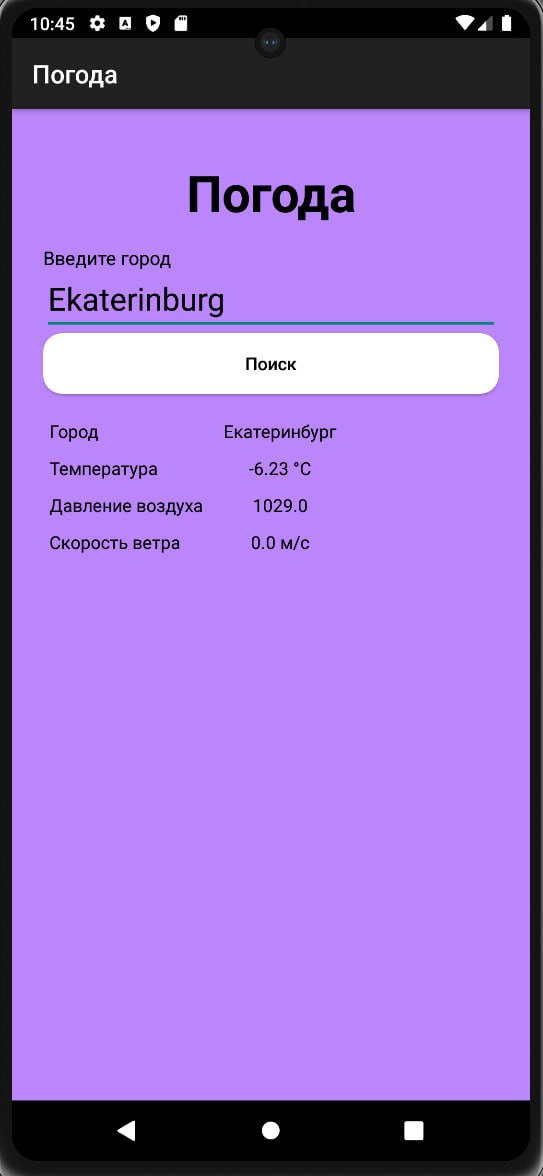 10:45
Погода
Погода
Введите город
Ekaterinburg
Поиск
Город Екатеринбург
Температура -6.23 °C
Давление воздуха 1029.0
Скорость ветра 0.0 м/с